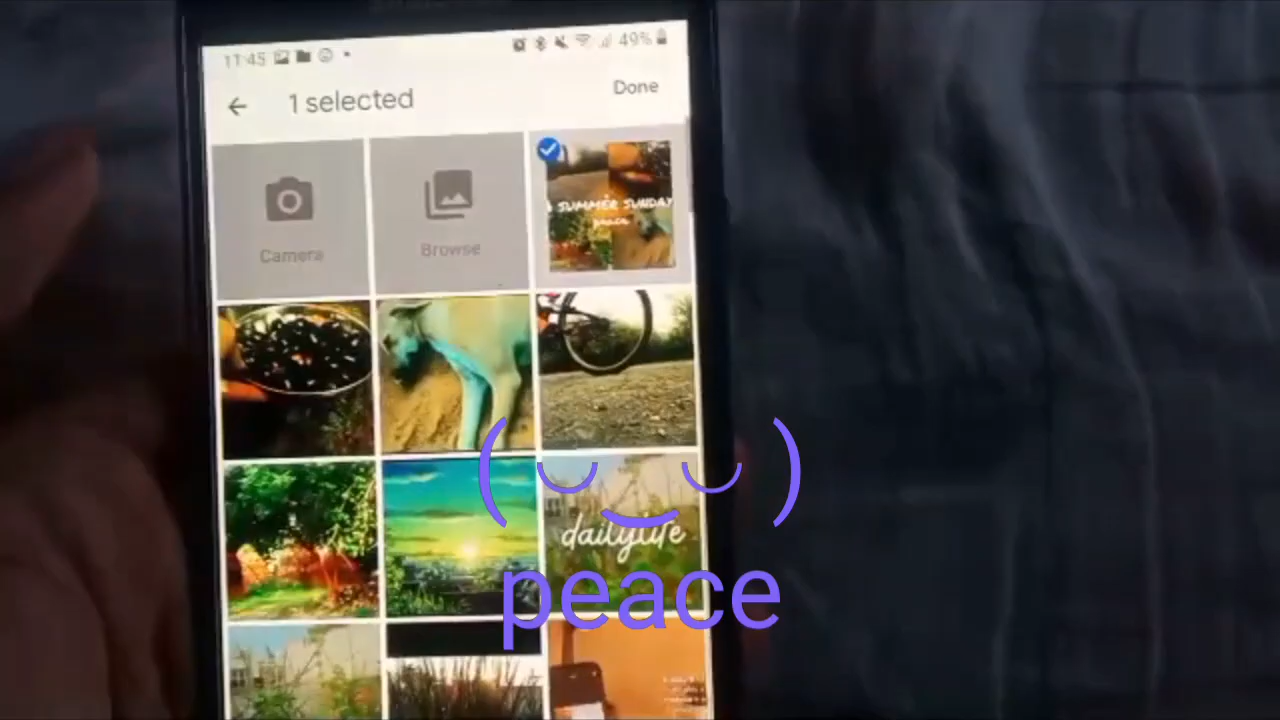 11:45 49%
1 selected Done
Camera
Browse
SUMMER SUNDAY
peace
dailylife
(◡‿◡)
peace